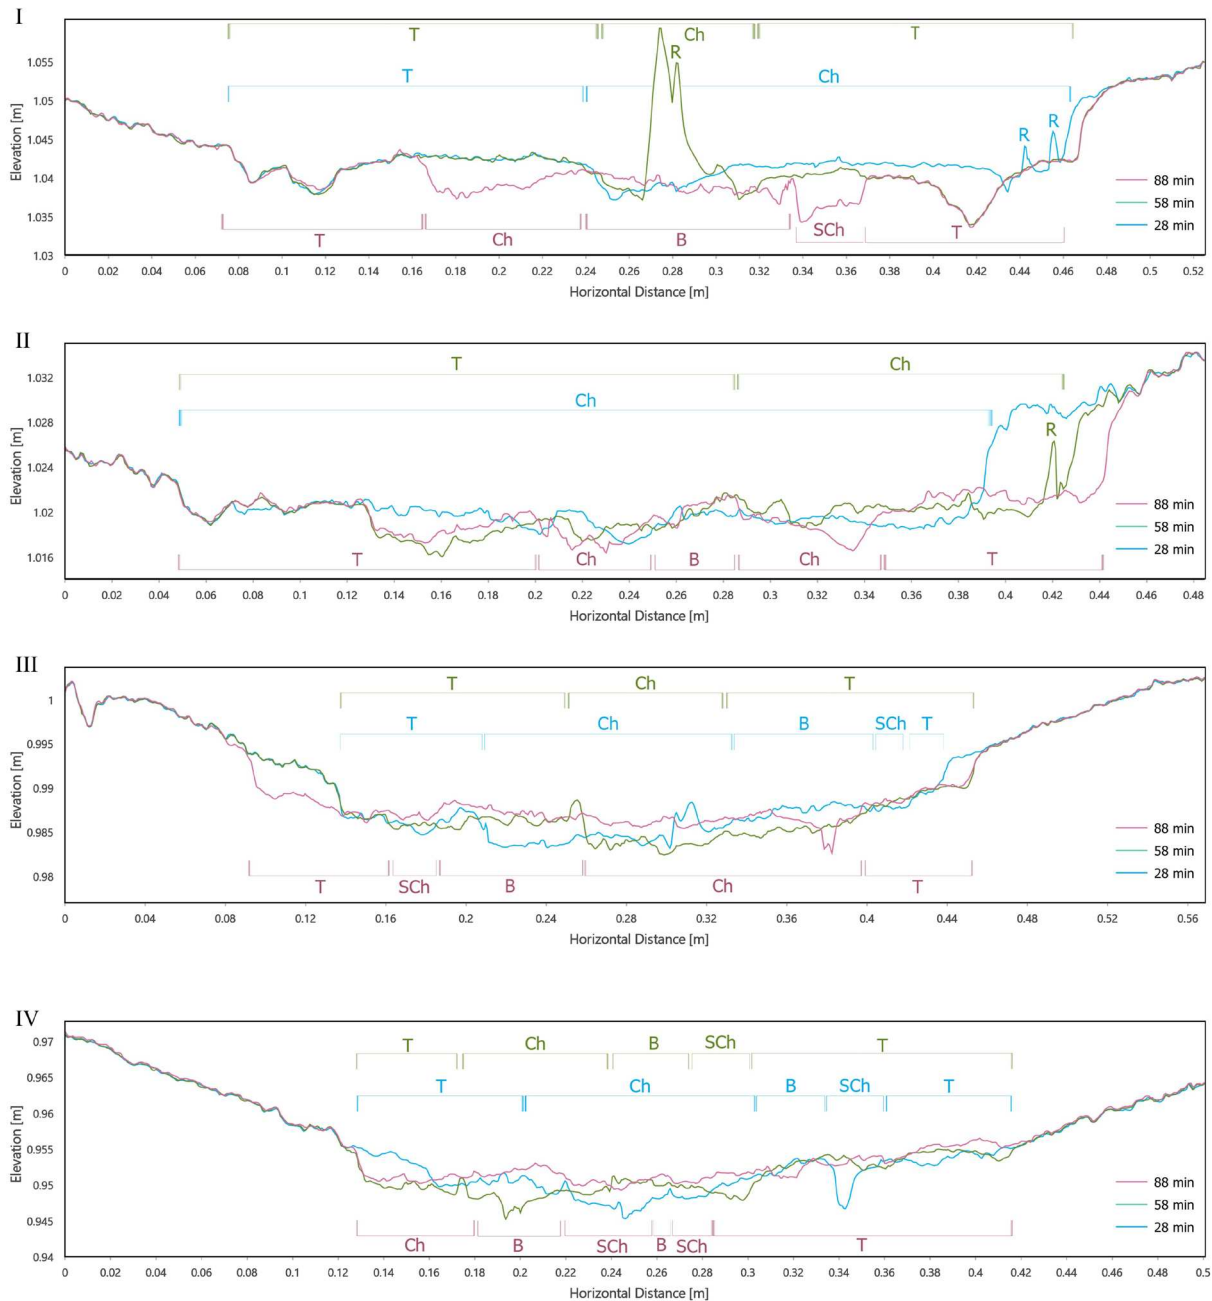 I
T Ch T
R
T Ch
R R
1.055
1.05
1.045
1.04
1.035
1.03
Elevation [m]
88 min
58 min
28 min
T Ch B SCh T
0 0.02 0.04 0.06 0.08 0.1 0.12 0.14 0.16 0.18 0.2 0.22 0.24 0.26 0.28 0.3 0.32 0.34 0.36 0.38 0.4 0.42 0.44 0.46 0.48 0.5 0.52
Horizontal Distance [m]
II
T Ch
Ch
R
1.032
1.028
1.024
1.02
1.016
Elevation [m]
88 min
58 min
28 min
T Ch B Ch T
0 0.02 0.04 0.06 0.08 0.1 0.12 0.14 0.16 0.18 0.2 0.22 0.24 0.26 0.28 0.3 0.32 0.34 0.36 0.38 0.4 0.42 0.44 0.46 0.48
Horizontal Distance [m]
III
T Ch T
T Ch B SCh T
1
0.995
0.99
0.985
0.98
Elevation [m]
88 min
58 min
28 min
T SCh B Ch T
0 0.04 0.08 0.12 0.16 0.2 0.24 0.28 0.32 0.36 0.4 0.44 0.48 0.52 0.56
Horizontal Distance [m]
IV
T Ch B SCh T
T Ch B SCh T
0.97
0.965
0.96
0.955
0.95
0.945
0.94
Elevation [m]
88 min
58 min
28 min
Ch B SCh B SCh T
0 0.02 0.04 0.06 0.08 0.1 0.12 0.14 0.16 0.18 0.2 0.22 0.24 0.26 0.28 0.3 0.32 0.34 0.36 0.38 0.4 0.42 0.44 0.46 0.48 0.5
Horizontal Distance [m]